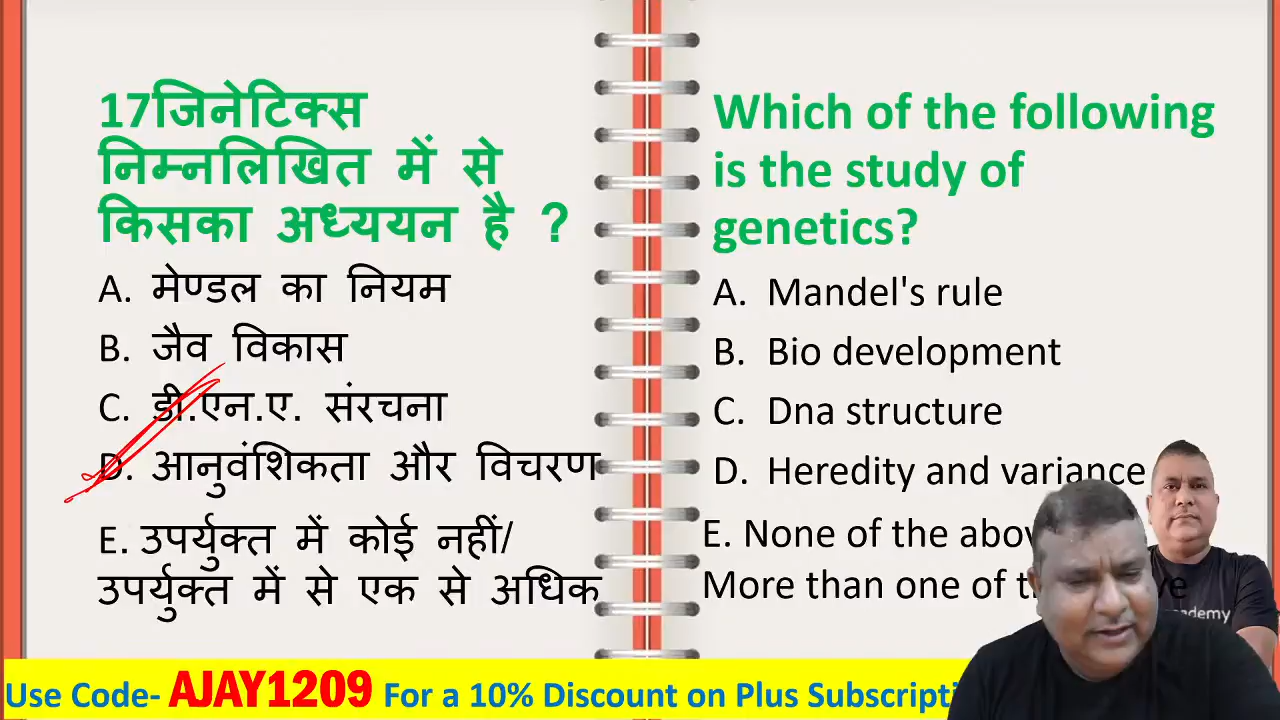 17जिनेटिक्स
निम्नलिखित में से
किसका अध्ययन है ?
A. मेण्डल का नियम
B. जैव विकास
C. डी.एन.ए. संरचना
D. आनुवंशिकता और विचरण
E. उपर्युक्त में कोई नहीं/
उपर्युक्त में से एक से अधिक
Which of the following
is the study of
genetics?
A. Mandel's rule
B. Bio development
C. Dna structure
D. Heredity and variance
E. None of the
More than one of
Use Code- AJAY1209 For a 10% Discount on Plus